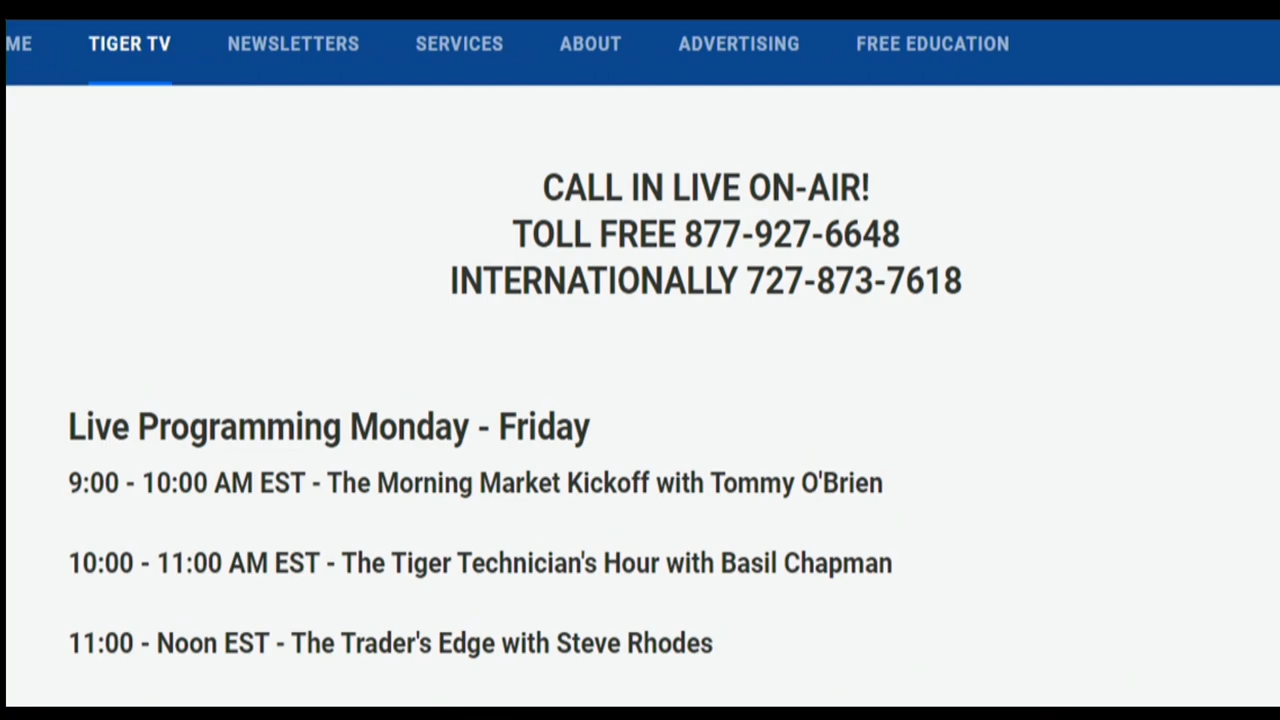 ME TIGER TV NEWSLETTERS SERVICES ABOUT ADVERTISING FREE EDUCATION
CALL IN LIVE ON-AIR!
TOLL FREE 877-927-6648
INTERNATIONALLY 727-873-7618
Live Programming Monday - Friday
9:00 - 10:00 AM EST - The Morning Market Kickoff with Tommy O'Brien
10:00 - 11:00 AM EST - The Tiger Technician's Hour with Basil Chapman
11:00 - Noon EST - The Trader's Edge with Steve Rhodes